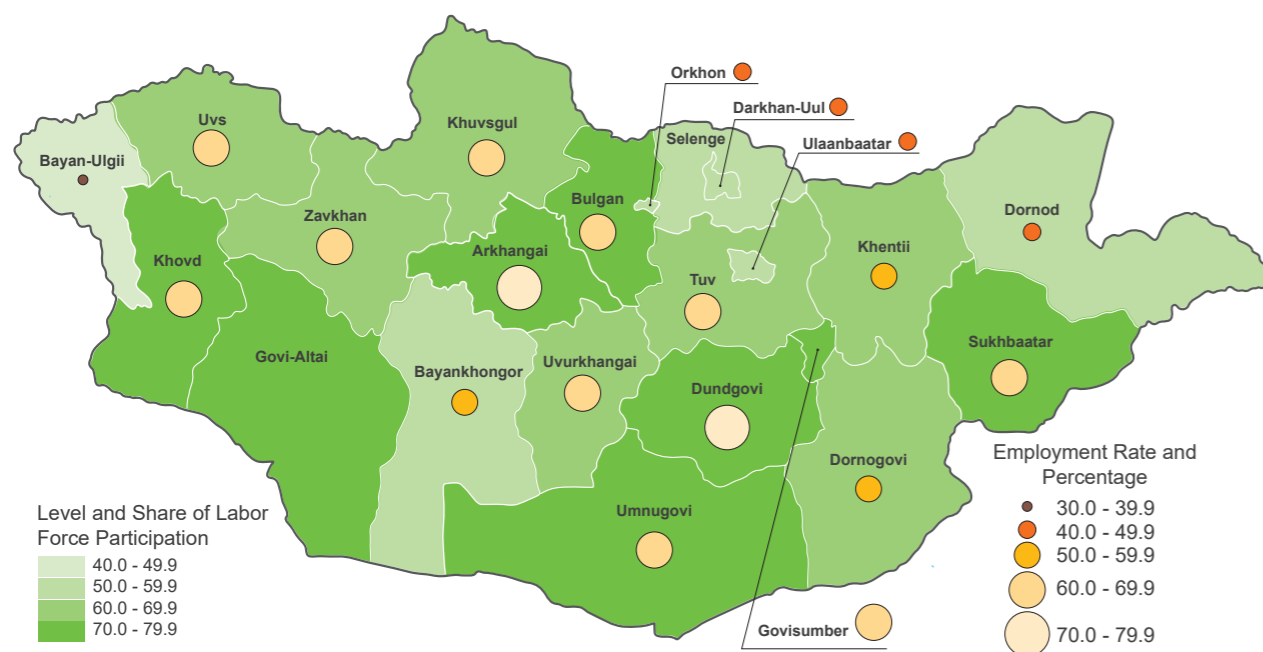 Orkhon
Darkhan-Uul
Ulaanbaatar
Uvs
Khuvsgul
Selenge
Bayan-Ulgii
Bulgan
Dornod
Zavkhan
Khentii
Arkhangai
Khovd
Tuv
Sukhbaatar
Govi-Altai
Uvurkhangai
Bayankhongor
Dundgovi
Dornogovi
Umnugovi
Govisumber
Level and Share of Labor
Force Participation
40.0 - 49.9
50.0 - 59.9
60.0 - 69.9
70.0 - 79.9
Employment Rate and
Percentage
30.0 - 39.9
40.0 - 49.9
50.0 - 59.9
60.0 - 69.9
70.0 - 79.9